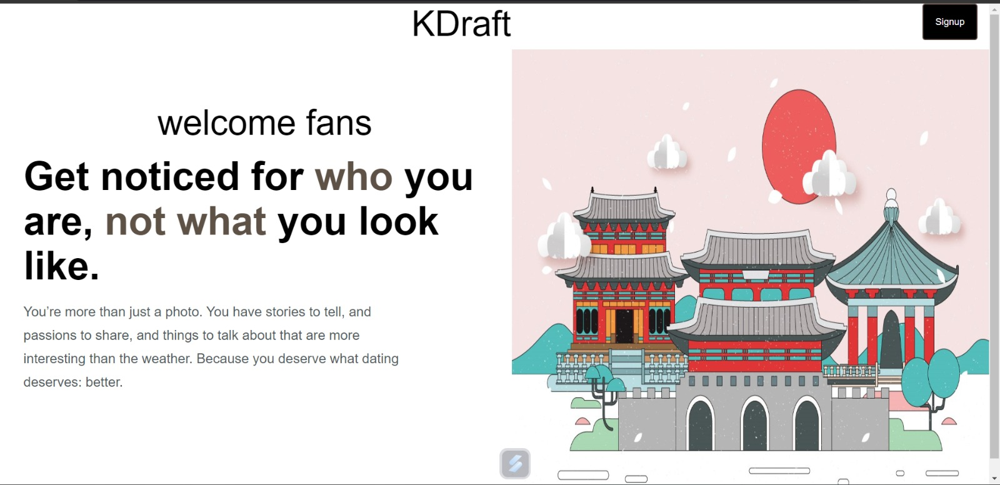 KDraft
Signup
welcome fans
Get noticed for who you
are, not what you look
like.
You’re more than just a photo. You have stories to tell, and
passions to share, and things to talk about that are more
interesting than the weather. Because you deserve what dating
deserves: better.